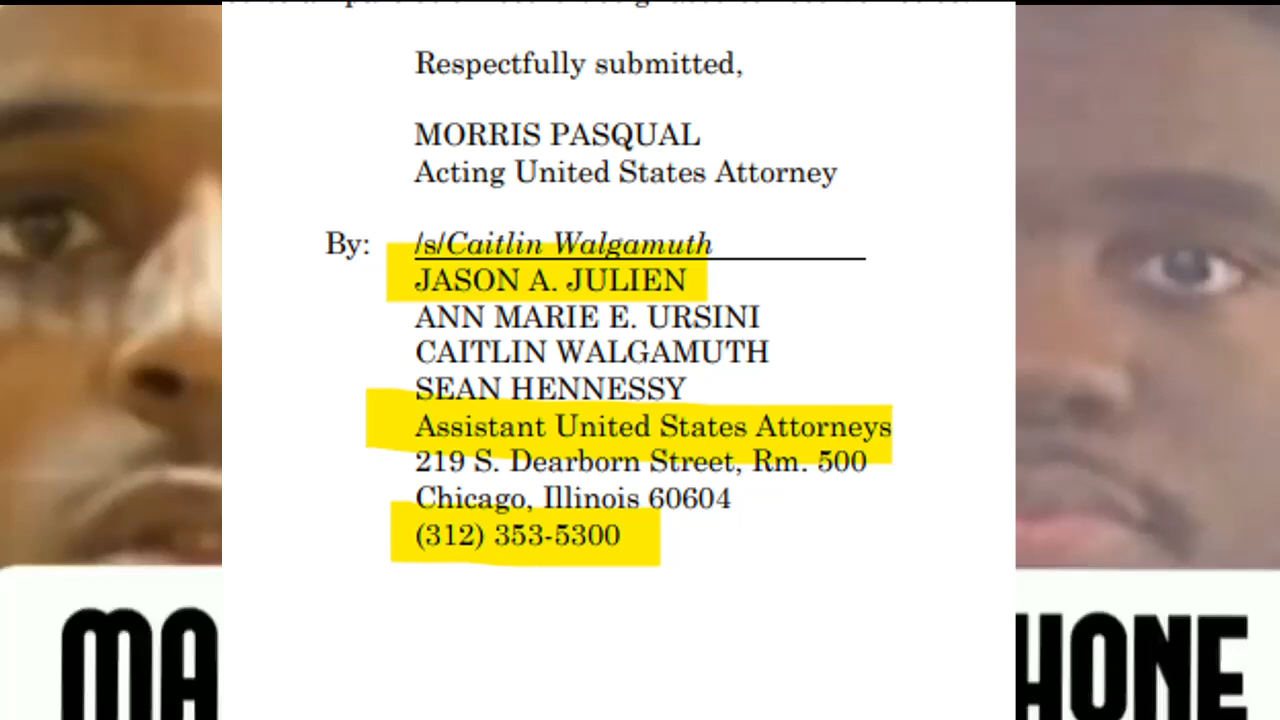 Respectfully submitted,
MORRIS PASQUAL
Acting United States Attorney
By: /s/Caitlin Walgamuth
JASON A. JULIEN
ANN MARIE E. URSINI
CAITLIN WALGAMUTH
SEAN HENNESSY
Assistant United States Attorneys
219 S. Dearborn Street, Rm. 500
Chicago, Illinois 60604
(312) 353-5300
MA HONE